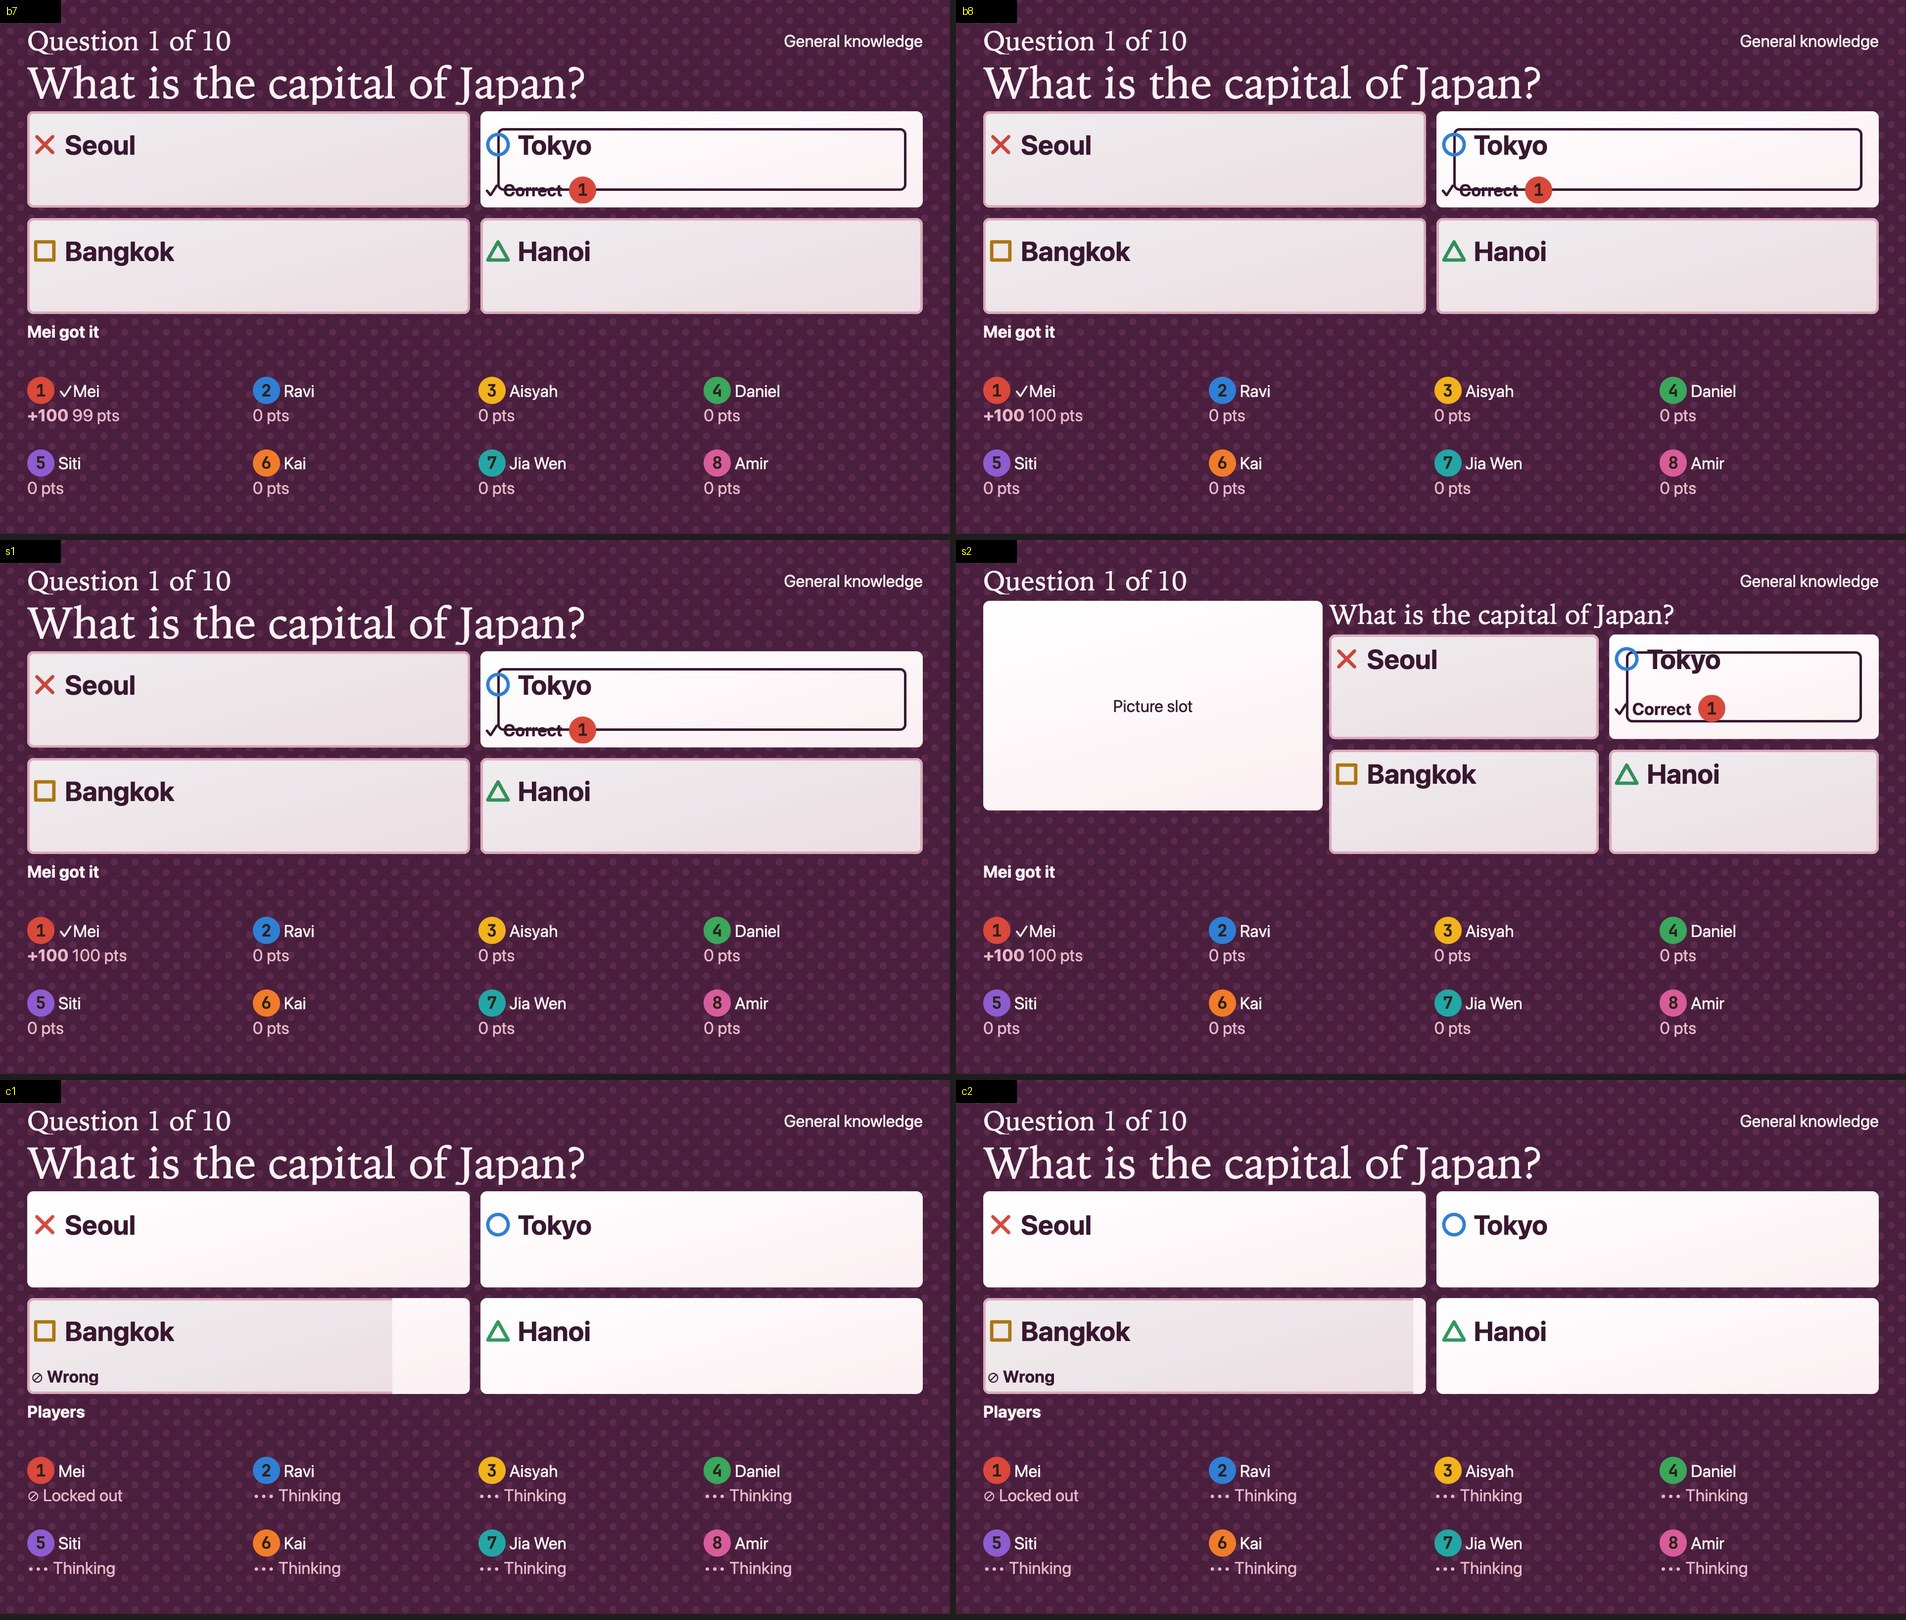 b7
Question 1 of 10
General knowledge
What is the capital of Japan?
Seoul
Tokyo
✓ Correct 1
Bangkok
Hanoi
Mei got it
1 ✓Mei
2 Ravi
3 Aisyah
4 Daniel
+100 99 pts
0 pts
0 pts
0 pts
5 Siti
6 Kai
7 Jia Wen
8 Amir
0 pts
0 pts
0 pts
0 pts
b8
Question 1 of 10
General knowledge
What is the capital of Japan?
Seoul
Tokyo
✓ Correct 1
Bangkok
Hanoi
Mei got it
1 ✓Mei
2 Ravi
3 Aisyah
4 Daniel
+100 100 pts
0 pts
0 pts
0 pts
5 Siti
6 Kai
7 Jia Wen
8 Amir
0 pts
0 pts
0 pts
0 pts
s1
Question 1 of 10
General knowledge
What is the capital of Japan?
Seoul
Tokyo
✓ Correct 1
Bangkok
Hanoi
Mei got it
1 ✓Mei
2 Ravi
3 Aisyah
4 Daniel
+100 100 pts
0 pts
0 pts
0 pts
5 Siti
6 Kai
7 Jia Wen
8 Amir
0 pts
0 pts
0 pts
0 pts
s2
Question 1 of 10
General knowledge
Picture slot
What is the capital of Japan?
Seoul
Tokyo
✓ Correct 1
Bangkok
Hanoi
Mei got it
1 ✓Mei
2 Ravi
3 Aisyah
4 Daniel
+100 100 pts
0 pts
0 pts
0 pts
5 Siti
6 Kai
7 Jia Wen
8 Amir
0 pts
0 pts
0 pts
0 pts
c1
Question 1 of 10
General knowledge
What is the capital of Japan?
Seoul
Tokyo
Bangkok
Hanoi
⊘ Wrong
Players
1 Mei
2 Ravi
3 Aisyah
4 Daniel
⊘ Locked out
••• Thinking
••• Thinking
••• Thinking
5 Siti
6 Kai
7 Jia Wen
8 Amir
••• Thinking
••• Thinking
••• Thinking
••• Thinking
c2
Question 1 of 10
General knowledge
What is the capital of Japan?
Seoul
Tokyo
Bangkok
Hanoi
⊘ Wrong
Players
1 Mei
2 Ravi
3 Aisyah
4 Daniel
⊘ Locked out
••• Thinking
••• Thinking
••• Thinking
5 Siti
6 Kai
7 Jia Wen
8 Amir
••• Thinking
••• Thinking
••• Thinking
••• Thinking